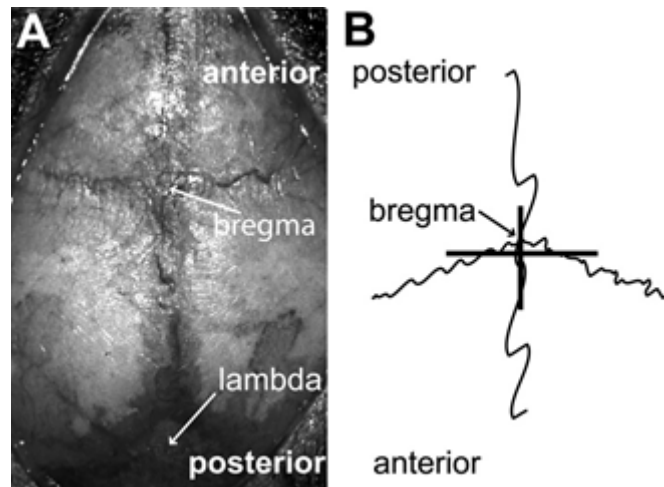 A
anterior
bregma
lambda
posterior
B
posterior
bregma
anterior